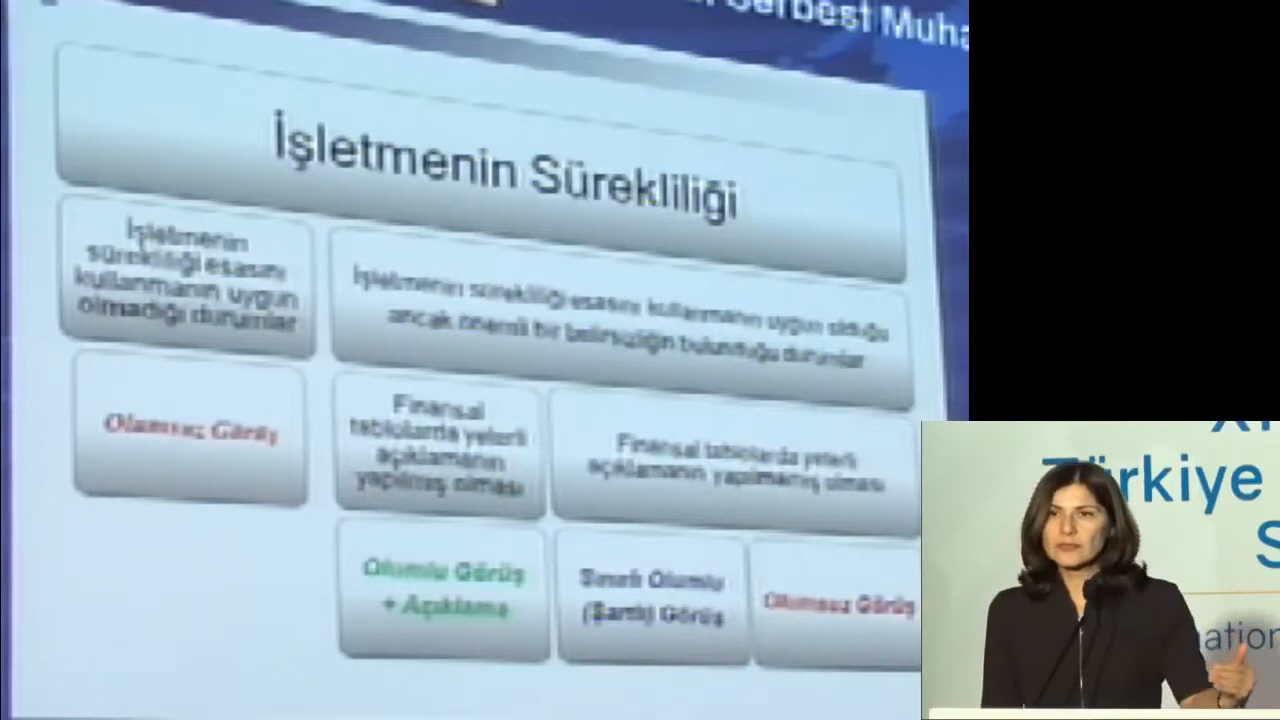 Serbest Muha
İşletmenin Sürekliliği
İşletmenin
sürekliliği esasını
kullanmanın uygun
olmadığı durumlar
İşletmenin sürekliliği esasını kullanmanın uygun olduğu
ancak önemli bir belirsizliğin bulunduğu durumlar
Olumsuz Görüş
Finansal
tablolarda yeterli
açıklamanın
yapılmış olması
Finansal tablolarda yeterli
açıklamanın yapılmamış olması
Olumlu Görüş
+ Açıklama
Sınırlı Olumlu
(Şartlı) Görüş
Olumsuz Görüş
Türkiye
S
nation